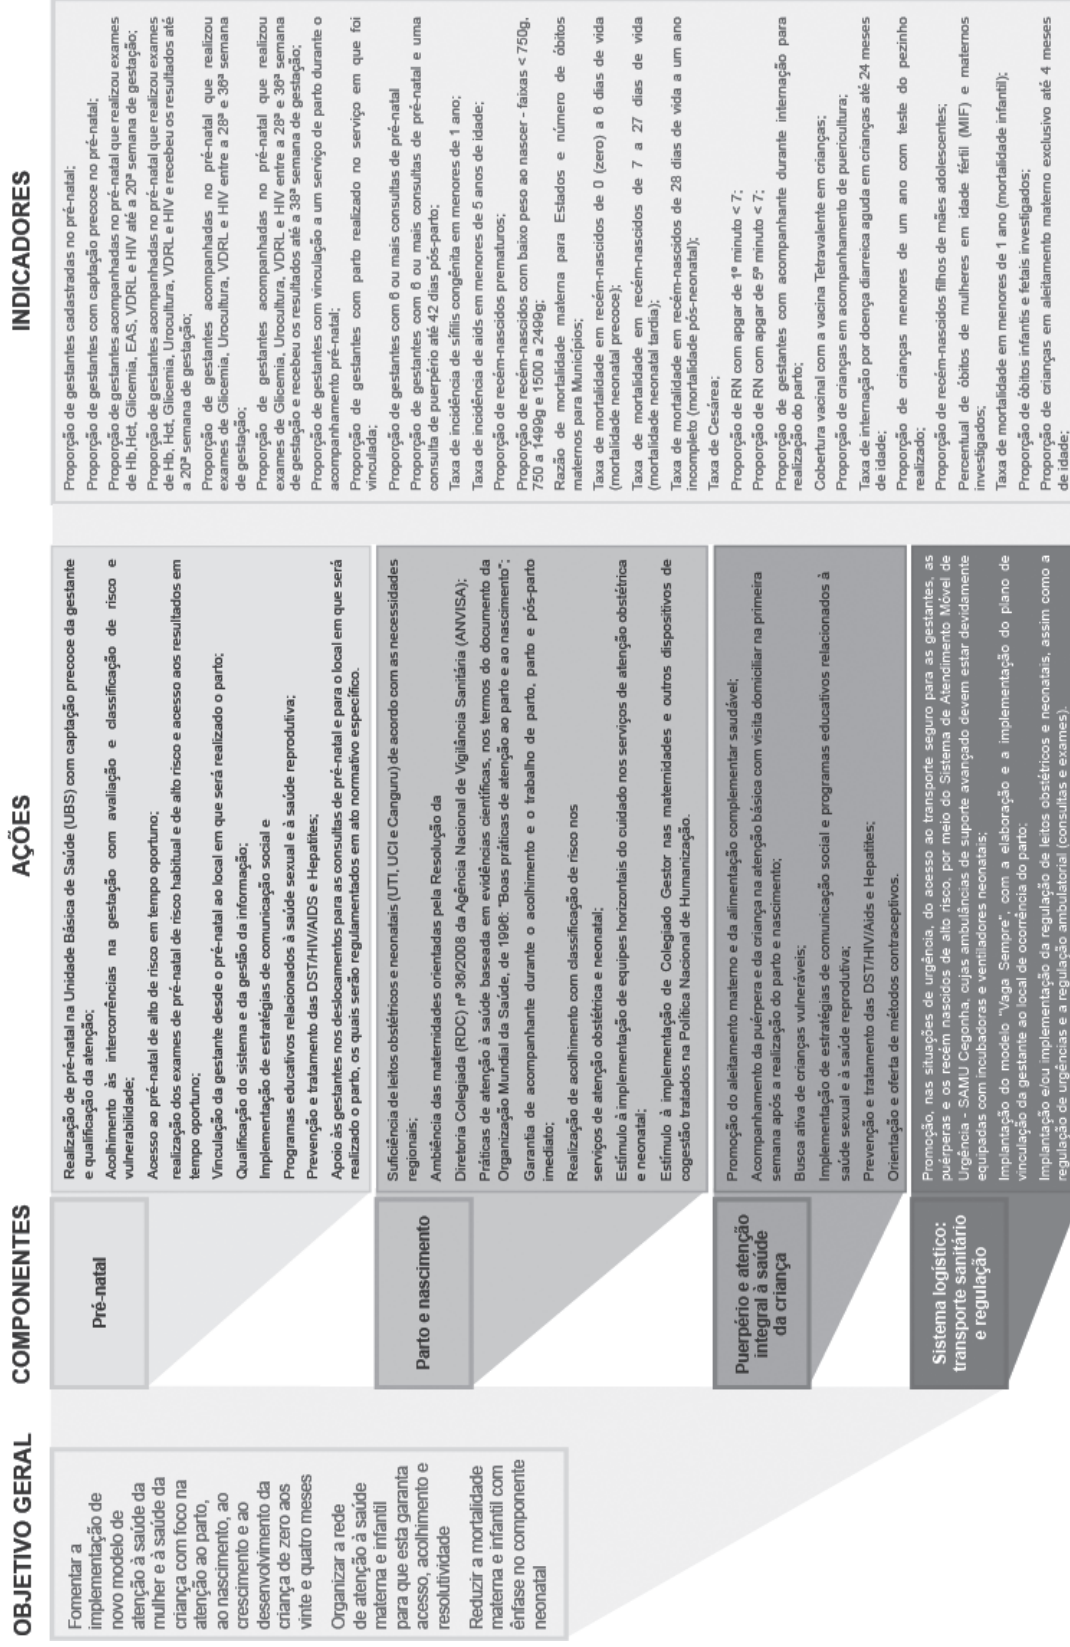 OBJETIVO GERAL
Fomentar a
implementação de
novo modelo de
atenção à saúde da
mulher e à saúde da
criança com foco na
atenção ao parto,
ao nascimento, ao
crescimento e ao
desenvolvimento da
criança de zero aos
vinte e quatro meses
Organizar a rede
de atenção à saúde
materna e infantil
para que esta garanta
acesso, acolhimento e
resolutividade
Reduzir a mortalidade
materna e infantil com
ênfase no componente
neonatal
COMPONENTES
Pré-natal
Parto e nascimento
Puerpério e atenção
integral à saúde
da criança
Sistema logístico:
transporte sanitário
e regulação
AÇÕES
Realização de pré-natal na Unidade Básica de Saúde (UBS) com captação precoce da gestante
e qualificação da atenção;
Acolhimento às intercorrências na gestação com avaliação e classificação de risco e
vulnerabilidade;
Acesso ao pré-natal de alto de risco em tempo oportuno;
realização dos exames de pré-natal de risco habitual e de alto risco e acesso aos resultados em
tempo oportuno;
Vinculação da gestante desde o pré-natal ao local em que será realizado o parto;
Qualificação do sistema e da gestão da informação;
Implementação de estratégias de comunicação social e
Programas educativos relacionados à saúde sexual e à saúde reprodutiva;
Prevenção e tratamento das DST/HIV/AIDS e Hepatites;
Apoio às gestantes nos deslocamentos para as consultas de pré-natal e para o local em que será
realizado o parto, os quais serão regulamentados em ato normativo específico.
Suficiência de leitos obstétricos e neonatais (UTI, UCI e Canguru) de acordo com as necessidades
regionais;
Ambiência das maternidades orientadas pela Resolução da
Diretoria Colegiada (RDC) nº 36/2008 da Agência Nacional de Vigilância Sanitária (ANVISA);
Práticas de atenção à saúde baseada em evidências científicas, nos termos do documento da
Organização Mundial da Saúde, de 1996: "Boas práticas de atenção ao parto e ao nascimento";
Garantia de acompanhante durante o acolhimento e o trabalho de parto, parto e pós-parto
imediato;
Realização de acolhimento com classificação de risco nos
serviços de atenção obstétrica e neonatal;
Estímulo à implementação de equipes horizontais do cuidado nos serviços de atenção obstétrica
e neonatal;
Estímulo à implementação de Colegiado Gestor nas maternidades e outros dispositivos de
cogestão tratados na Política Nacional de Humanização.
Promoção do aleitamento materno e da alimentação complementar saudável;
Acompanhamento da puérpera e da criança na atenção básica com visita domiciliar na primeira
semana após a realização do parto e nascimento;
Busca ativa de crianças vulneráveis;
Implementação de estratégias de comunicação social e programas educativos relacionados à
saúde sexual e à saúde reprodutiva;
Prevenção e tratamento das DST/HIV/Aids e Hepatites;
Orientação e oferta de métodos contraceptivos.
Promoção, nas situações de urgência, do acesso ao transporte seguro para as gestantes, as
puérperas e os recém nascidos de alto risco, por meio do Sistema de Atendimento Móvel de
Urgência - SAMU Cegonha, cujas ambulâncias de suporte avançado devem estar devidamente
equipadas com incubadoras e ventiladores neonatais;
Implantação do modelo "Vaga Sempre", com a elaboração e a implementação do plano de
vinculação da gestante ao local de ocorrência do parto;
Implantação e/ou implementação da regulação de leitos obstétricos e neonatais, assim como a
regulação de urgências e a regulação ambulatorial (consultas e exames).
INDICADORES
Proporção de gestantes cadastradas no pré-natal;
Proporção de gestantes com captação precoce no pré-natal;
Proporção de gestantes acompanhadas no pré-natal que realizou exames
de Hb,Hct, Glicemia, EAS, VDRL e HIV até a 20ª semana de gestação;
Proporção de gestantes acompanhadas no pré-natal que realizou exames
de Hb, Hct, Glicemia, Urocultura, VDRL e HIV e recebeu os resultados até
a 20ª semana de gestação;
Proporção de gestantes acompanhadas no pré-natal que realizou
exames de Glicemia, Urocultura, VDRL e HIV entre a 28ª e 36ª semana
de gestação;
Proporção de gestantes acompanhadas no pré-natal que realizou
exames de Glicemia, Urocultura, VDRL e HIV entre a 28ª e 36ª semana
de gestação e recebeu os resultados até a 38ª semana de gestação;
Proporção de gestantes com vinculação a um serviço de parto durante o
acompanhamento pré-natal;
Proporção de gestantes com parto realizado no serviço em que foi
vinculada;
Proporção de gestantes com 6 ou mais consultas de pré-natal
Proporção de gestantes com 6 ou mais consultas de pré-natal e uma
consulta de puerpério até 42 dias pós-parto;
Taxa de incidência de sífilis congênita em menores de 1 ano;
Taxa de incidência de aids em menores de 5 anos de idade;
Proporção de recém-nascidos prematuros;
Proporção de recém-nascidos com baixo peso ao nascer - faixas < 750g,
750 a 1499g e 1500 a 2499g;
Razão de mortalidade materna para Estados e número de óbitos
maternos para Municípios;
Taxa de mortalidade em recém-nascidos de 0 (zero) a 6 dias de vida
(mortalidade neonatal precoce);
Taxa de mortalidade em recém-nascidos de 7 a 27 dias de vida
(mortalidade neonatal tardia);
Taxa de mortalidade em recém-nascidos de 28 dias de vida a um ano
incompleto (mortalidade pós-neonatal);
Taxa de Cesárea;
Proporção de RN com apgar de 1º minuto < 7;
Proporção de RN com apgar de 5º minuto < 7;
Proporção de gestantes com acompanhante durante internação para
realização do parto;
Cobertura vacinal com a vacina Tetravalente em crianças;
Proporção de crianças em acompanhamento de puericultura;
Taxa de internação por doença diarreica aguda em crianças até 24 meses
de idade;
Proporção de crianças menores de um ano com teste do pezinho
realizado;
Proporção de recém-nascidos filhos de mães adolescentes;
Percentual de óbitos de mulheres em idade fértil (MIF) e maternos
investigados;
Taxa de mortalidade em menores de 1 ano (mortalidade infantil);
Proporção de óbitos infantis e fetais investigados;
Proporção de crianças em aleitamento materno exclusivo até 4 meses
de idade;